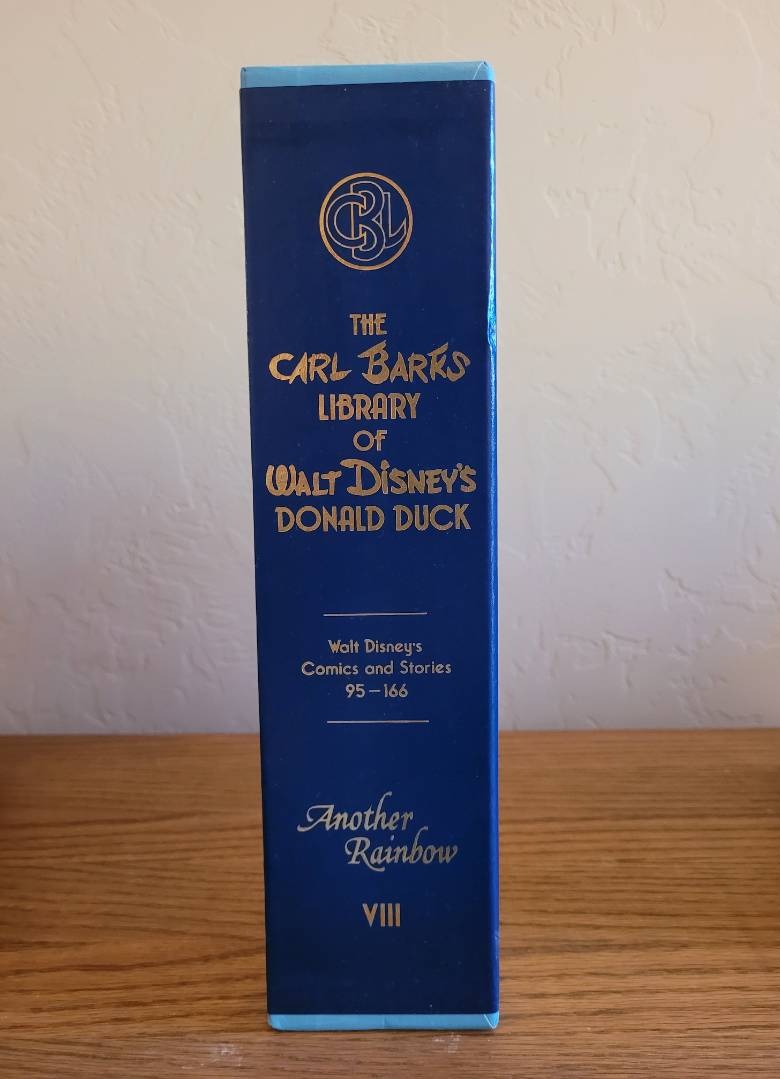 CBL
THE
CARL BARKS
LIBRARY
OF
WALT DISNEY'S
DONALD DUCK
Walt Disney's
Comics and Stories
95–166
Another
Rainbow
VIII